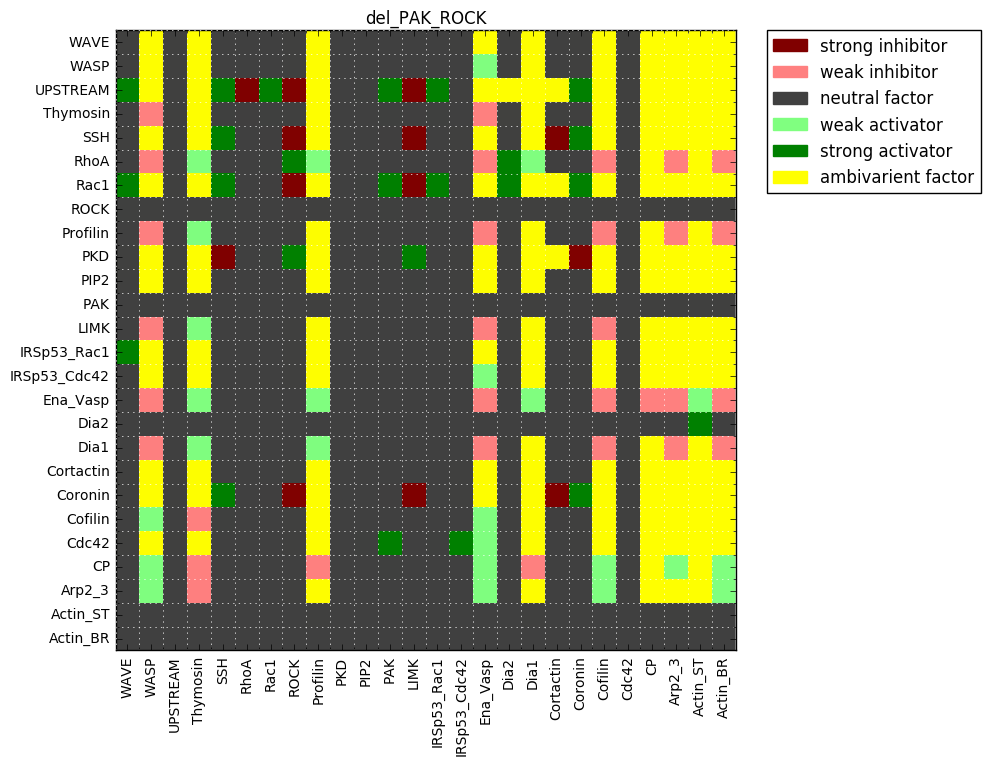 del_PAK_ROCK
WAVE
WASP
UPSTREAM
Thymosin
SSH
RhoA
Rac1
ROCK
Profilin
PKD
PIP2
PAK
LIMK
IRSp53_Rac1
IRSp53_Cdc42
Ena_Vasp
Dia2
Dia1
Cortactin
Coronin
Cofilin
Cdc42
CP
Arp2_3
Actin_ST
Actin_BR
WAVE
WASP
UPSTREAM
Thymosin
SSH
RhoA
Rac1
ROCK
Profilin
PKD
PIP2
PAK
LIMK
IRSp53_Rac1
IRSp53_Cdc42
Ena_Vasp
Dia2
Dia1
Cortactin
Coronin
Cofilin
Cdc42
CP
Arp2_3
Actin_ST
Actin_BR
strong inhibitor
weak inhibitor
neutral factor
weak activator
strong activator
ambivarient factor